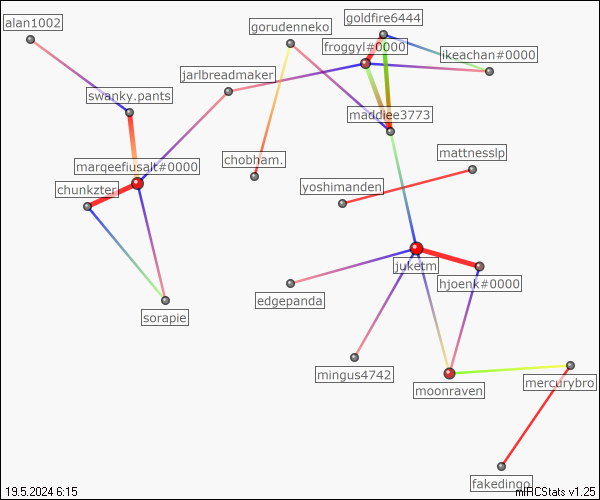 goldfire6444
alan1002
gorudenneko
froggyl#0000
ikeachan#0000
jarlbreadmaker
swanky.pants
maddiee3773
mattnesslp
chobham.
marqeefiusalt#0000
yoshimanden
chunkzter
juketm
hjoenk#0000
edgepanda
sorapie
mingus4742
mercurybro
moonraven
fakedingo
19.5.2024 6:15
mIRCStats v1.25